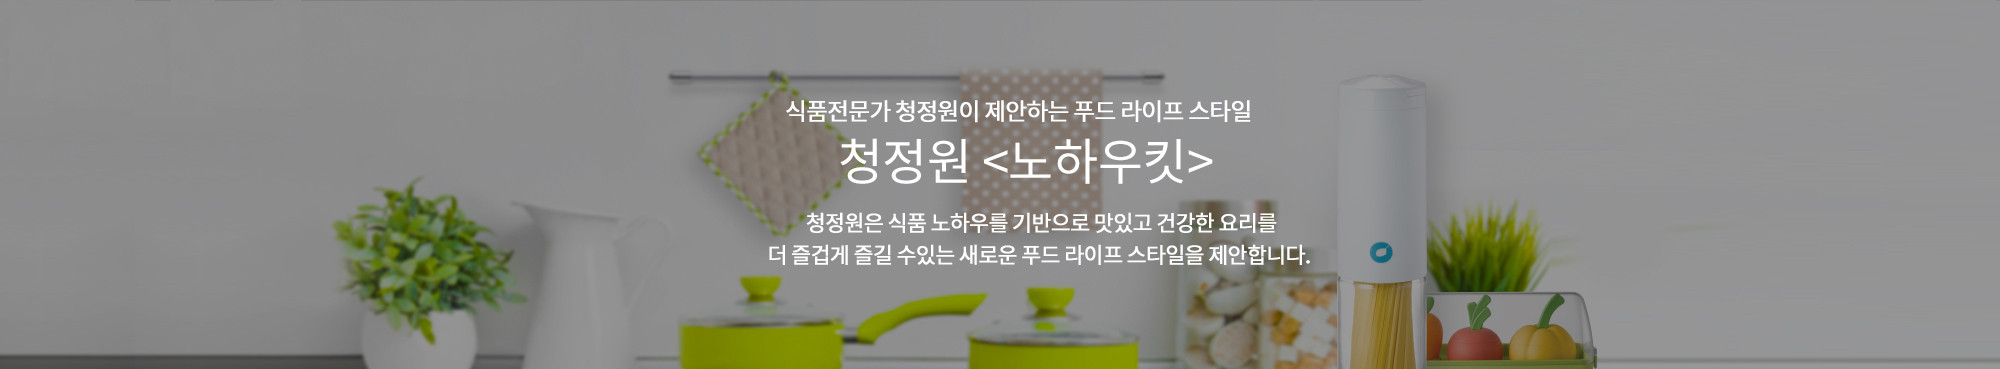 식품전문가 청정원이 제안하는 푸드 라이프 스타일
청정원 <노하우킷>
청정원은 식품 노하우를 기반으로 맛있고 건강한 요리를
더 즐겁게 즐길 수있는 새로운 푸드 라이프 스타일을 제안합니다.